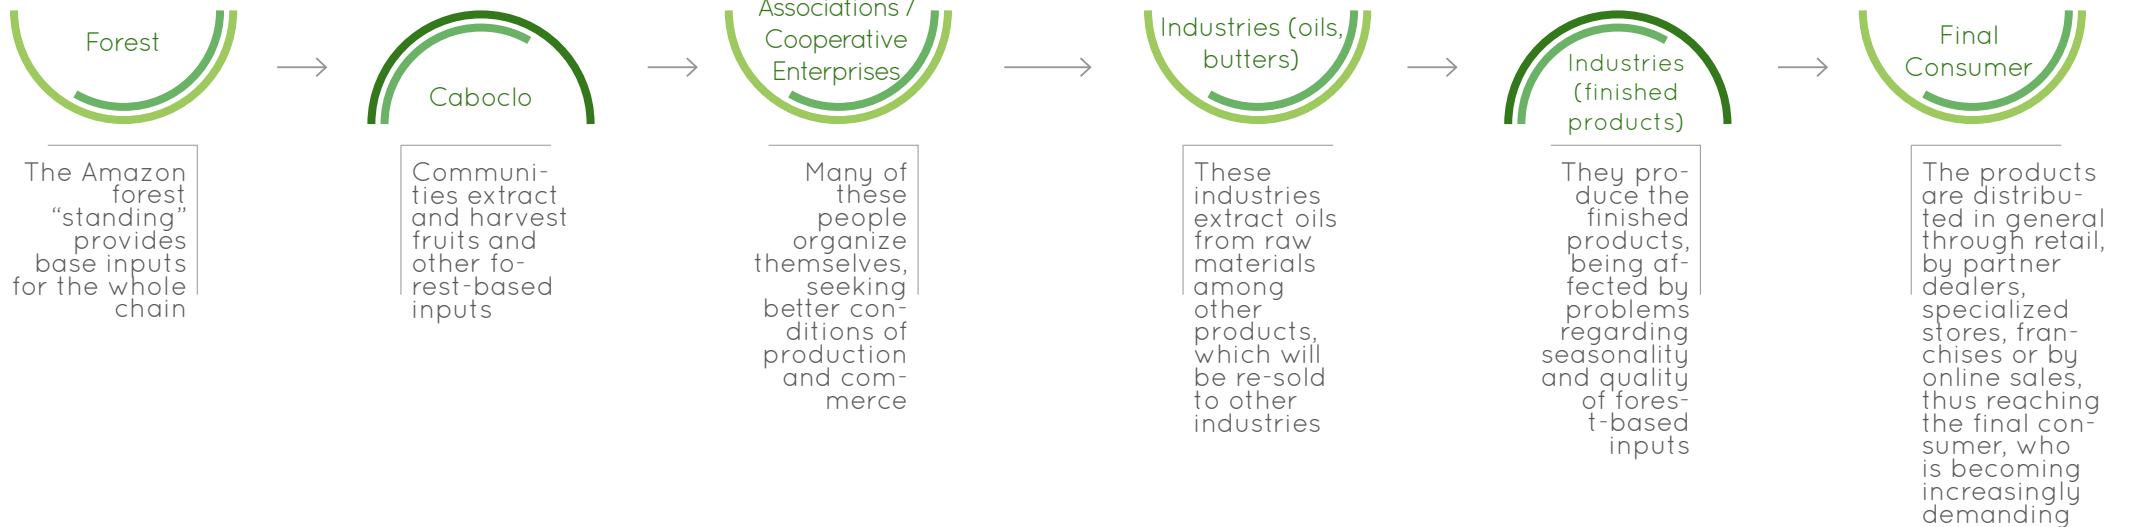 Forest
The Amazon
forest
“standing”
provides
base inputs
for the whole
chain
Caboclo
Communi-
ties extract
and harvest
fruits and
other fo-
rest-based
inputs
Associations /
Cooperative
Enterprises
Many of
these
people
organize
themselves,
seeking
better con-
ditions of
production
and com-
merce
Industries (oils,
butters)
These
industries
extract oils
from raw
materials
among
other
products,
which will
be re-sold
to other
industries
Industries
(finished
products)
They pro-
duce the
finished
products,
being af-
fected by
problems
regarding
seasonality
and quality
of fores-
t-based
inputs
Final
Consumer
The products
are distribu-
ted in general
through retail,
by partner
dealers,
specialized
stores, fran-
chises or by
online sales,
thus reaching
the final con-
sumer, who
is becoming
increasingly
demanding